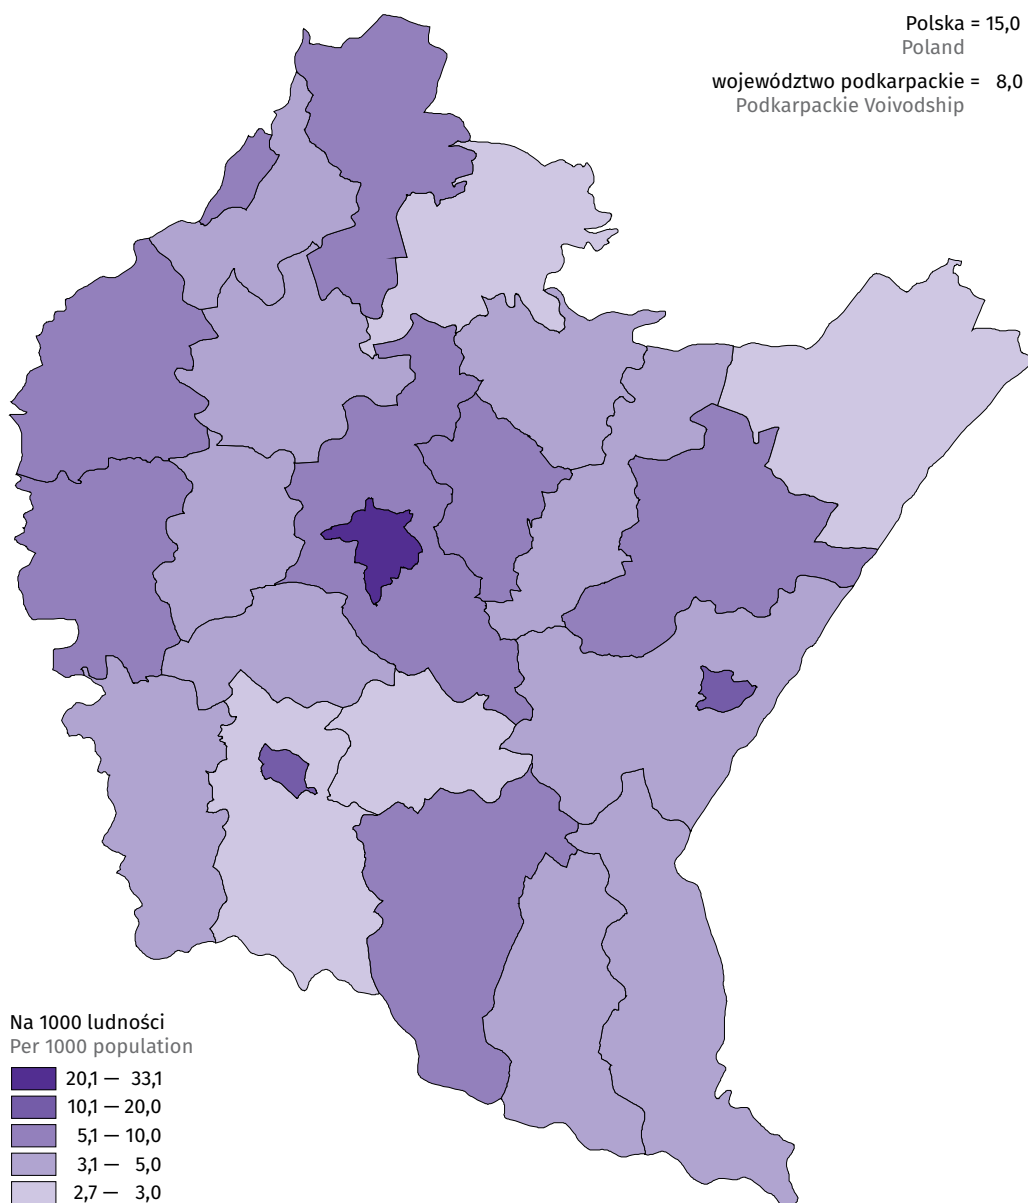 Polska = 15,0
Poland
województwo podkarpackie = 8,0
Podkarpackie Voivodship
Na 1000 ludności
Per 1000 population
20,1 — 33,1
10,1 — 20,0
5,1 — 10,0
3,1 — 5,0
2,7 — 3,0